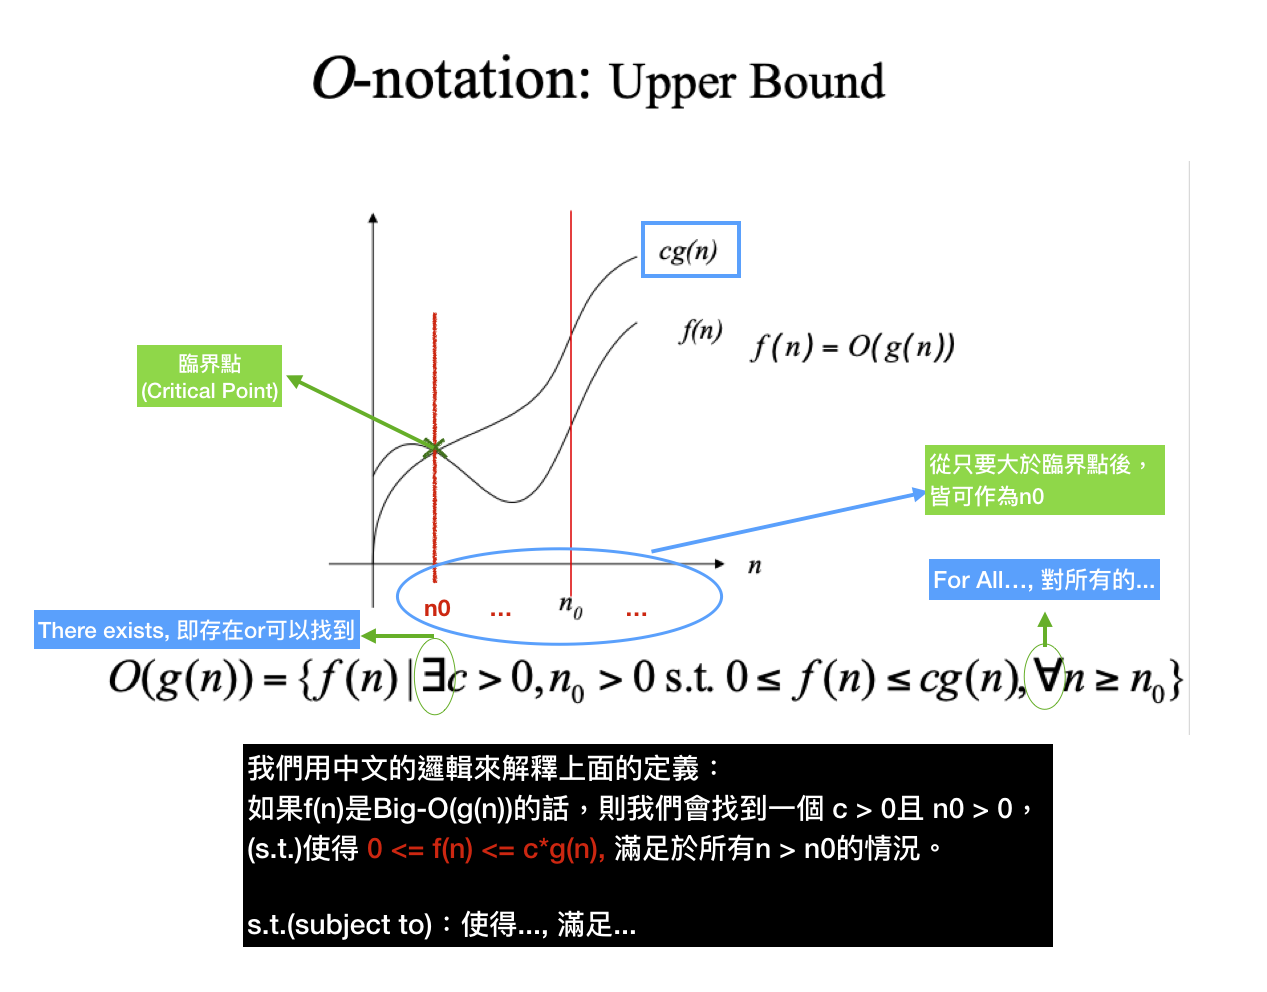 O-notation: Upper Bound
cg(n)
f(n)
f(n) = O(g(n))
臨界點
(Critical Point)
從只要大於臨界點後，
皆可作為n0
n
For All..., 對所有的...
n0 ... n₀ ...
There exists, 即存在or可以找到
O(g(n)) = {f(n) | ∃c > 0, n₀ > 0 s.t. 0 ≤ f(n) ≤ cg(n), ∀n ≥ n₀}
我們用中文的邏輯來解釋上面的定義：
如果f(n)是Big-O(g(n))的話，則我們會找到一個 c > 0且 n0 > 0，
(s.t.)使得 0 <= f(n) <= c*g(n), 滿足於所有n > n0的情況。
s.t.(subject to)：使得..., 滿足...